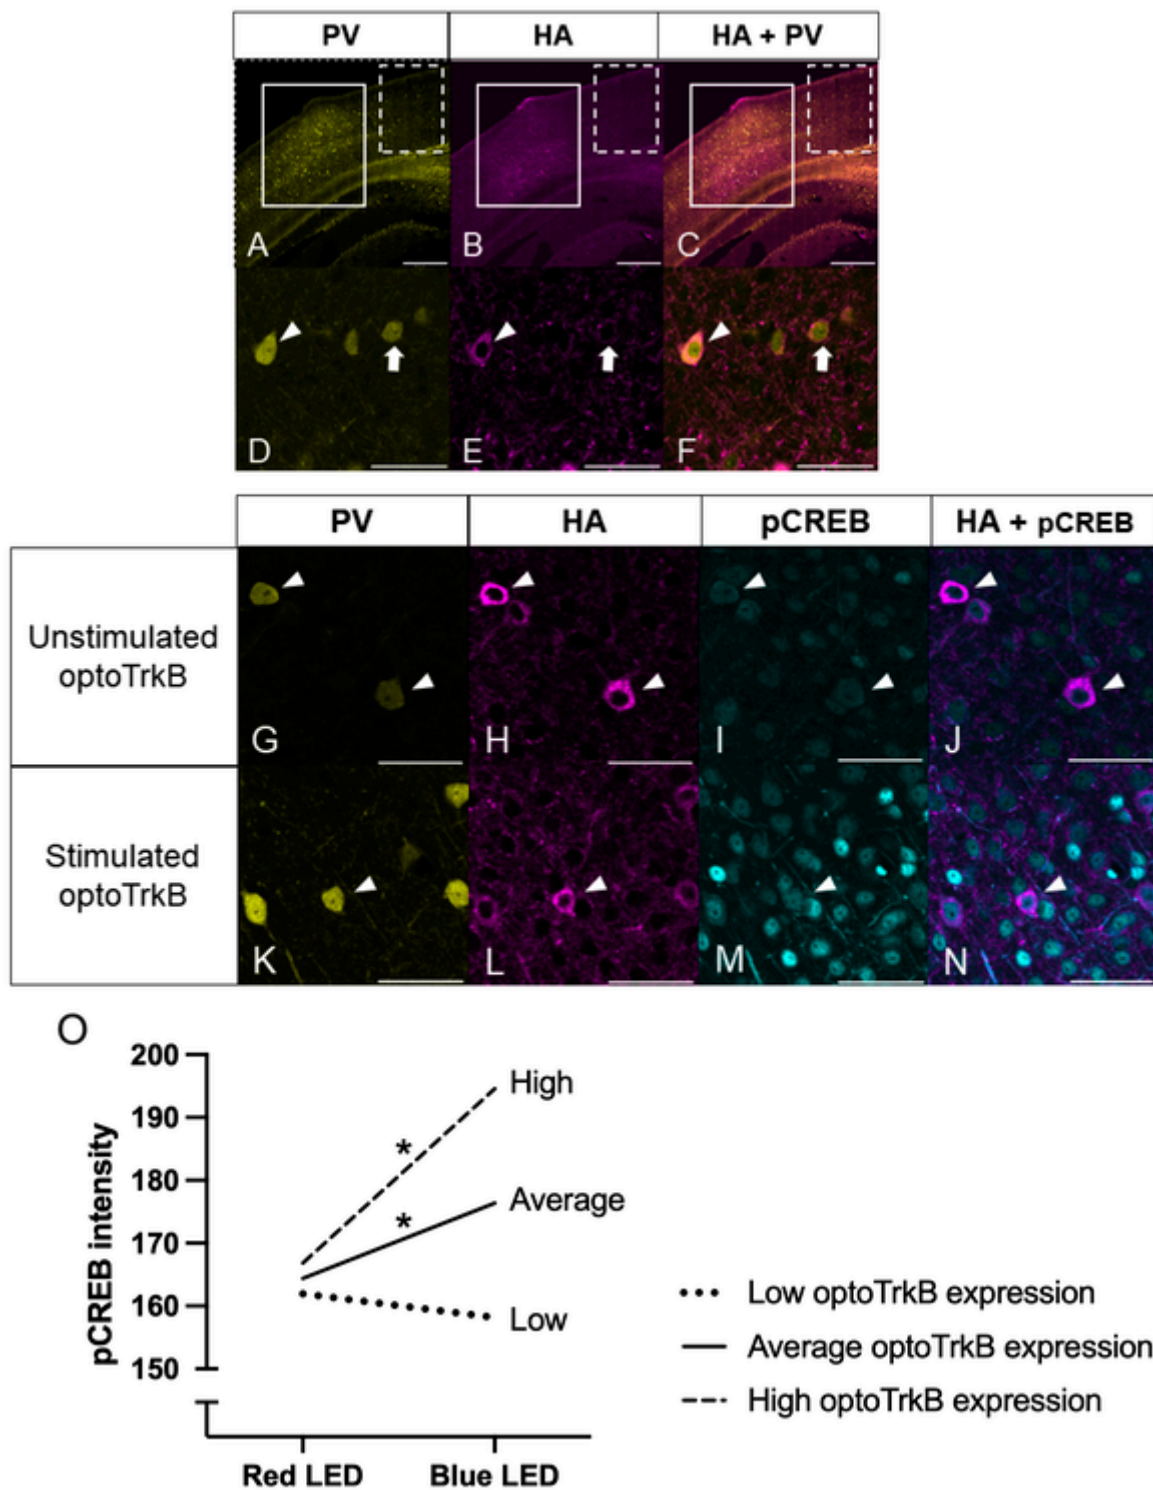 PV HA HA + PV
A B C
D E F
PV HA pCREB HA + pCREB
Unstimulated
optoTrkB
G H I J
Stimulated
optoTrkB
K L M N
O
200
190
180
170
160
150
pCREB intensity
High
*
Average
*
Low
Low optoTrkB expression
Average optoTrkB expression
High optoTrkB expression
Red LED Blue LED